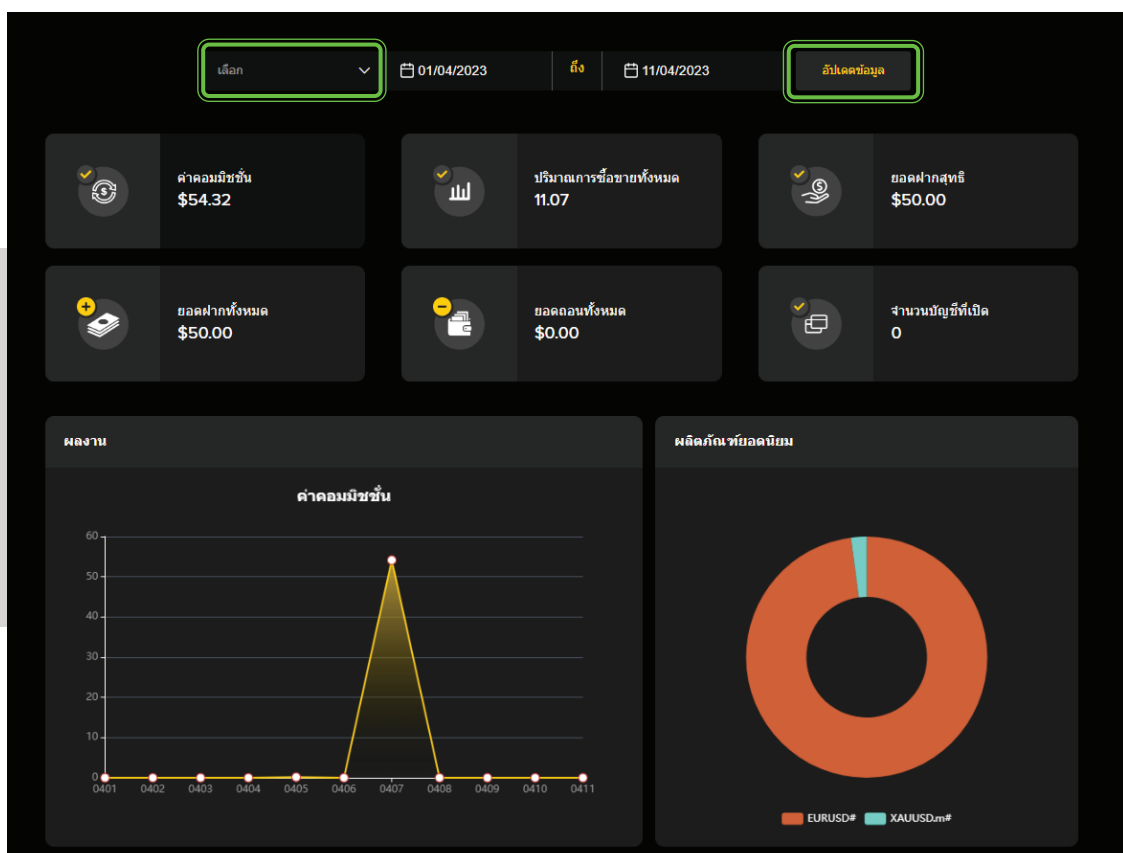 เลือก 01/04/2023 ถึง 11/04/2023 อัปเดตข้อมูล
ค่าคอมมิชชั่น
$54.32
ปริมาณการซื้อขายทั้งหมด
11.07
ยอดฝากสุทธิ
$50.00
ยอดฝากทั้งหมด
$50.00
ยอดถอนทั้งหมด
$0.00
จำนวนบัญชีที่เปิด
0
ผลงาน
ค่าคอมมิชชั่น
60
50
40
30
20
10
0
0401 0402 0403 0404 0405 0406 0407 0408 0409 0410 0411
ผลิตภัณฑ์ยอดนิยม
EURUSD# XAUUSD.m#